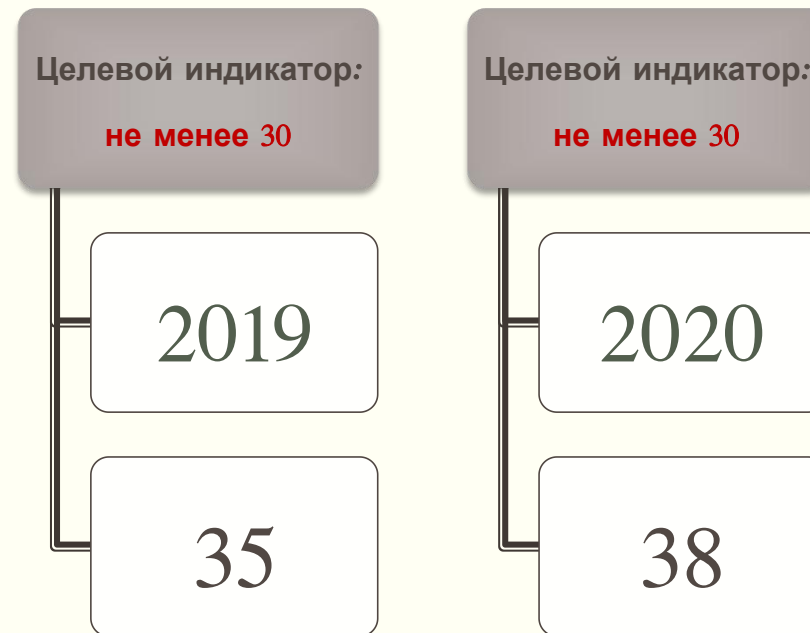 Целевой индикатор:
не менее 30
2019
35
Целевой индикатор:
не менее 30
2020
38